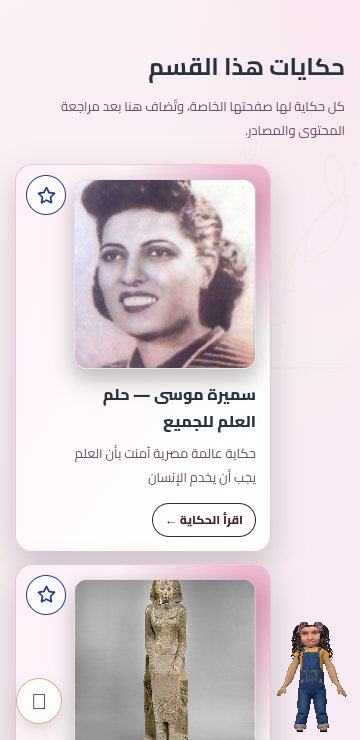 حكايات هذا القسم
كل حكاية لها صفحتها الخاصة، وتُضاف هنا بعد مراجعة
المحتوى والمصادر.
سميرة موسى — حلم
العلم للجميع
حكاية عالمة مصرية آمنت بأن العلم
يجب أن يخدم الإنسان
اقرأ الحكاية ←